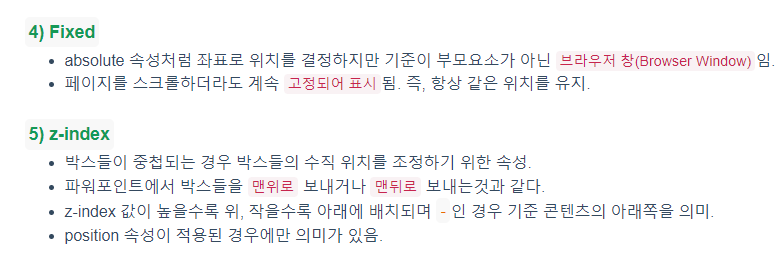 4) Fixed
• absolute 속성처럼 좌표로 위치를 결정하지만 기준이 부모요소가 아닌 브라우저 창(Browser Window)임.
• 페이지를 스크롤하더라도 계속 고정되어 표시됨. 즉, 항상 같은 위치를 유지.
5) z-index
• 박스들이 중첩되는 경우 박스들의 수직 위치를 조정하기 위한 속성.
• 파워포인트에서 박스들을 맨위로 보내거나 맨뒤로 보내는것과 같다.
• z-index 값이 높을수록 위, 작을수록 아래에 배치되며 - 인 경우 기준 콘텐츠의 아래쪽을 의미.
• position 속성이 적용된 경우에만 의미가 있음.